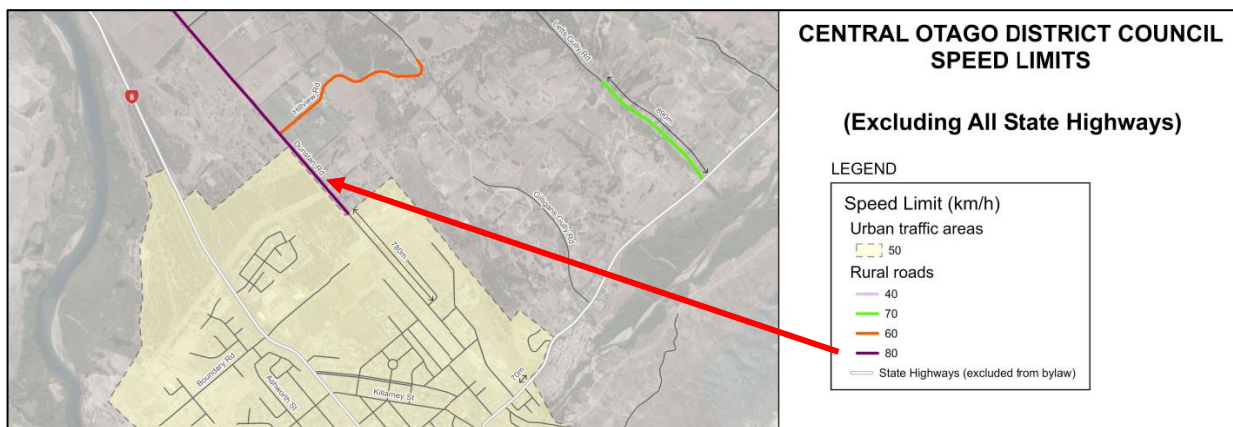 Letts Gully Rd
8
Hillview Rd
860m
Dunstan Rd
Gilligans Gully Rd
780m
Boundary Rd
Ashworth St
Killarney St
70m
CENTRAL OTAGO DISTRICT COUNCIL
SPEED LIMITS
(Excluding All State Highways)
LEGEND
Speed Limit (km/h)
Urban traffic areas
50
Rural roads
40
70
60
80
State Highways (excluded from bylaw)